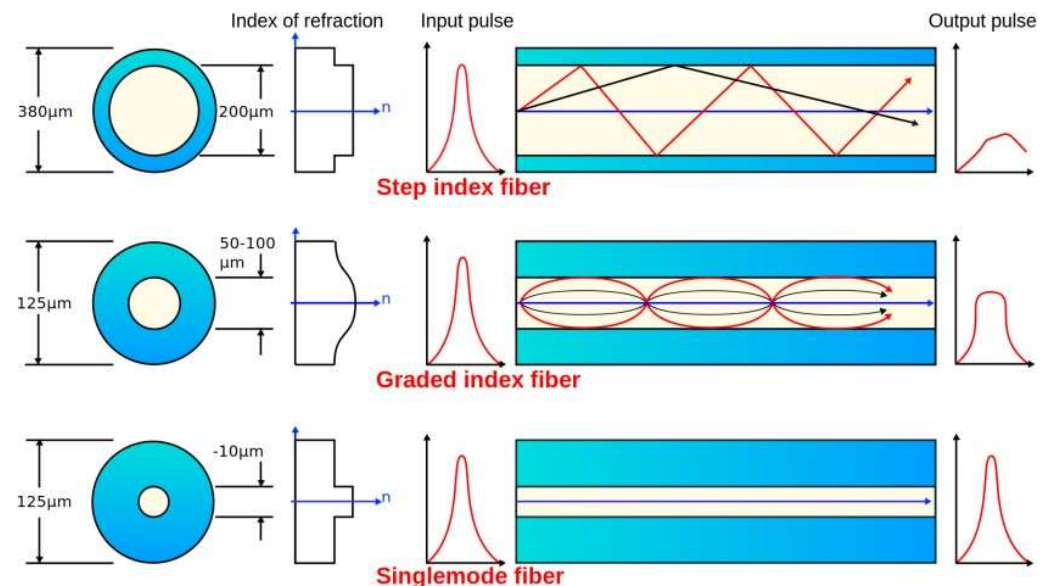 Index of refraction
Input pulse
Output pulse
380µm
200µm
n
Step index fiber
50-100
µm
125µm
n
Graded index fiber
-10µm
125µm
n
Singlemode fiber